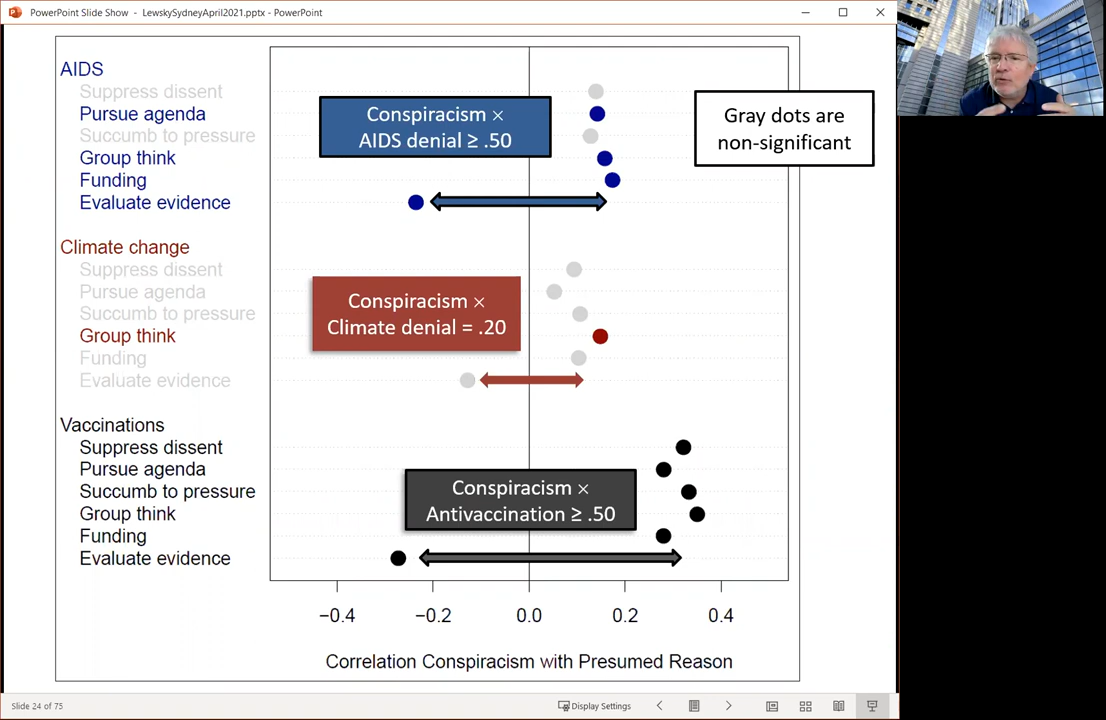 PowerPoint Slide Show - LewskySydneyApril2021.pptx - PowerPoint
AIDS
Suppress dissent
Pursue agenda
Succumb to pressure
Group think
Funding
Evaluate evidence
Conspiracism ×
AIDS denial ≥ .50
Gray dots are
non-significant
Climate change
Suppress dissent
Pursue agenda
Succumb to pressure
Group think
Funding
Evaluate evidence
Conspiracism ×
Climate denial = .20
Vaccinations
Suppress dissent
Pursue agenda
Succumb to pressure
Group think
Funding
Evaluate evidence
Conspiracism ×
Antivaccination ≥ .50
−0.4 −0.2 0.0 0.2 0.4
Correlation Conspiracism with Presumed Reason
Slide 24 of 75
Display Settings